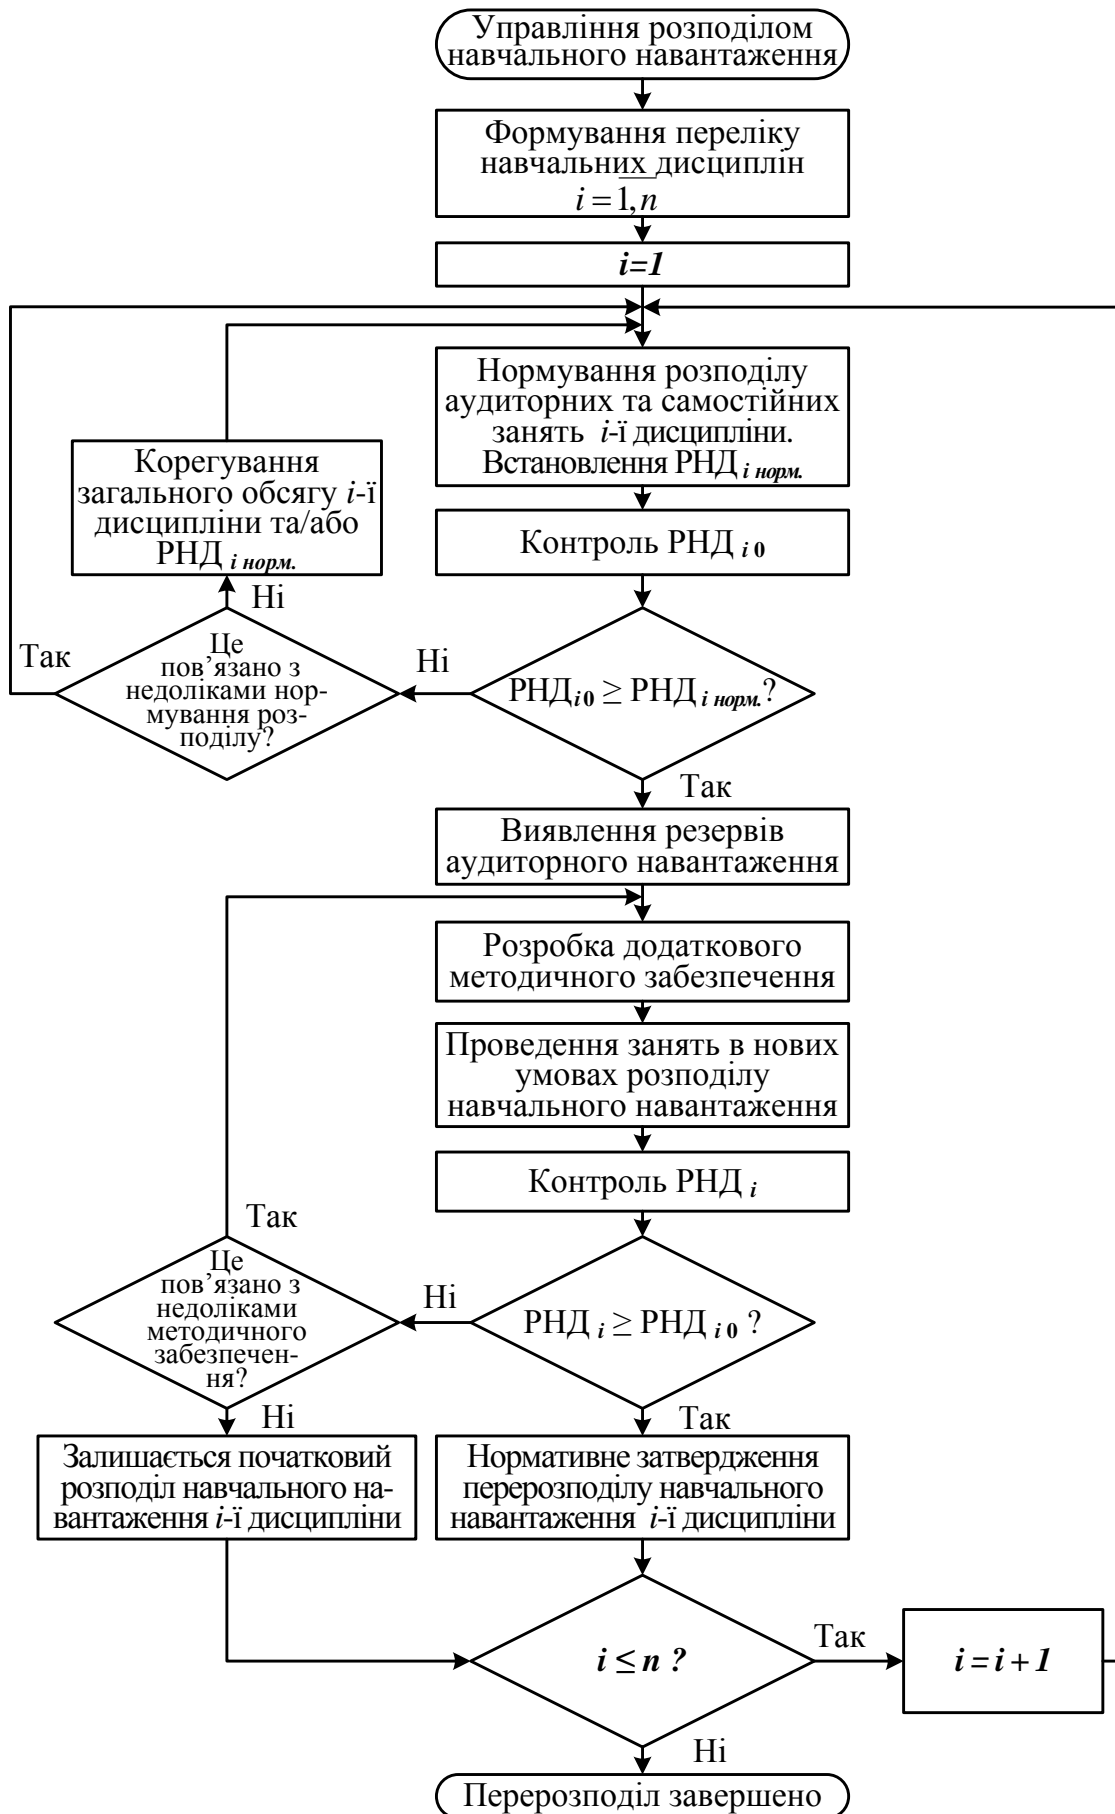 Управління розподілом
навчального навантаження
Формування переліку
навчальних дисциплін
i = 1, n
i=1
Нормування розподілу
аудиторних та самостійних
занять i-ї дисципліни.
Встановлення РНД i норм.
Корегування
загального обсягу i-ї
дисципліни та/або
РНД i норм.
Контроль РНД i 0
Ні
Так
Це
пов’язано з
недоліками нор-
мування роз-
поділу?
Ні
РНД i0 ≥ РНД i норм. ?
Так
Виявлення резервів
аудиторного навантаження
Розробка додаткового
методичного забезпечення
Проведення занять в нових
умовах розподілу
навчального навантаження
Контроль РНД i
Так
Це
пов’язано з
недоліками
методичного
забезпечен-
ня?
Ні
РНД i ≥ РНД i 0 ?
Ні
Так
Залишається початковий
розподіл навчального на-
вантаження i-ї дисципліни
Нормативне затвердження
перерозподілу навчального
навантаження i-ї дисципліни
i ≤ n ?
Так
i = i + 1
Ні
Перерозподіл завершено